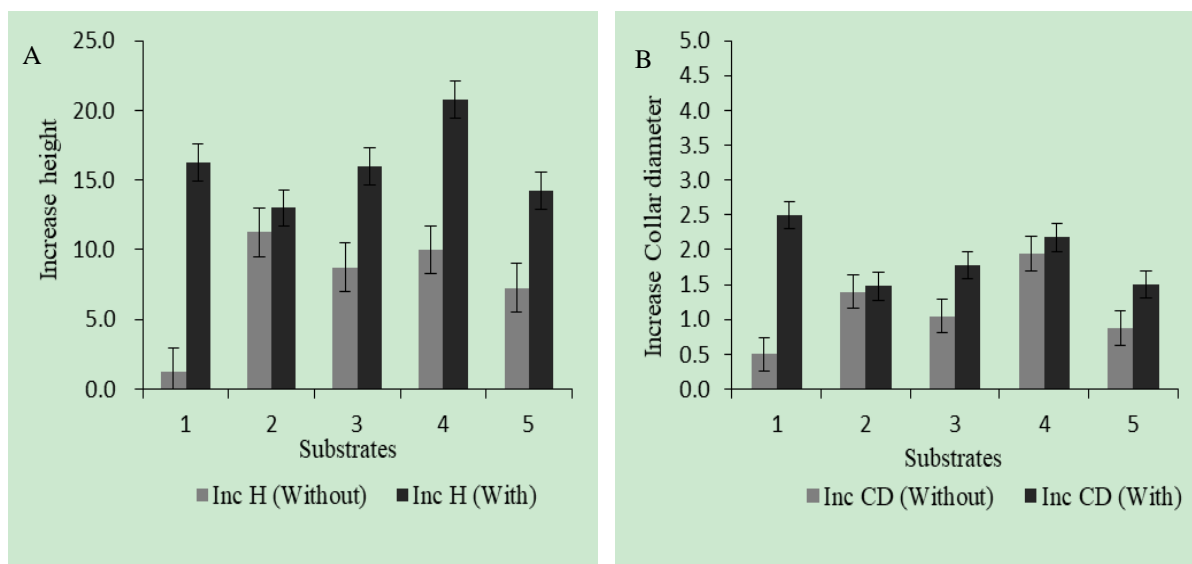 A
Increase height
25.0
20.0
15.0
10.0
5.0
0.0
1 2 3 4 5
Substrates
Inc H (Without) Inc H (With)
B
Increase Collar diameter
5.0
4.5
4.0
3.5
3.0
2.5
2.0
1.5
1.0
0.5
0.0
1 2 3 4 5
Substrates
Inc CD (Without) Inc CD (With)